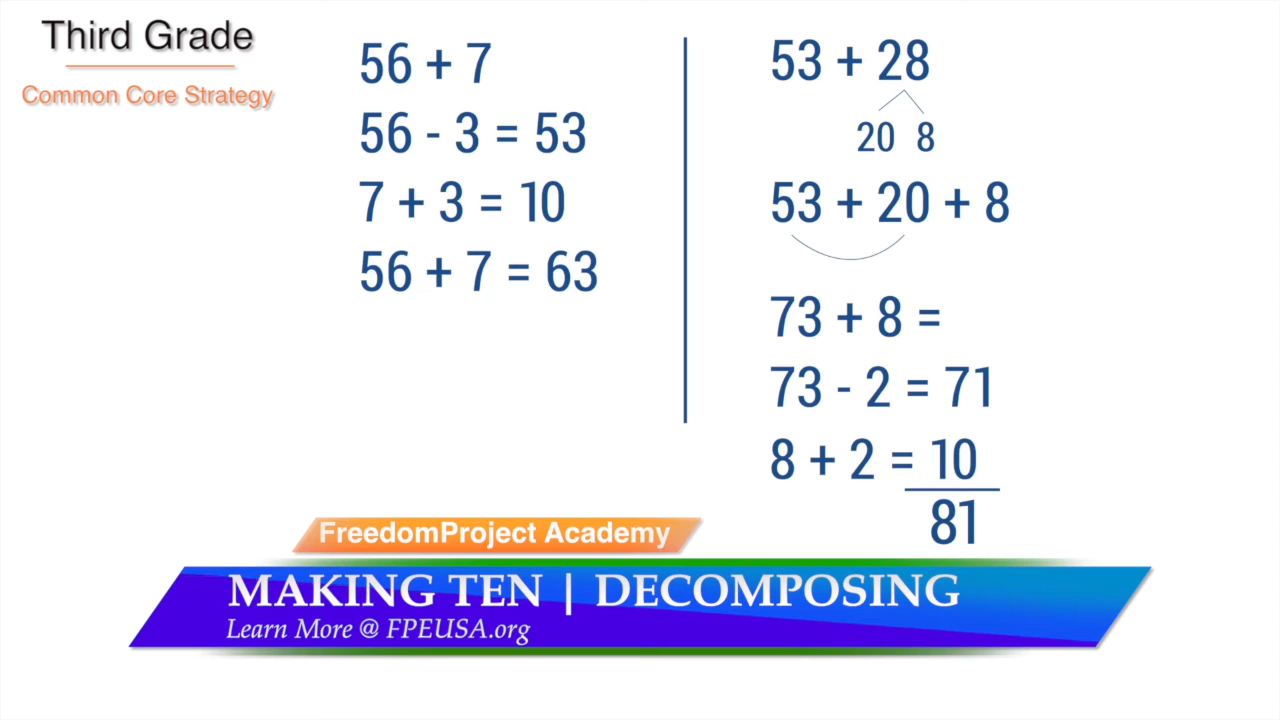 Third Grade
Common Core Strategy
56 + 7
56 - 3 = 53
7 + 3 = 10
56 + 7 = 63
53 + 28
20 8
53 + 20 + 8
73 + 8 =
73 - 2 = 71
8 + 2 = 10
81
FreedomProject Academy
MAKING TEN | DECOMPOSING
Learn More @ FPEUSA.org